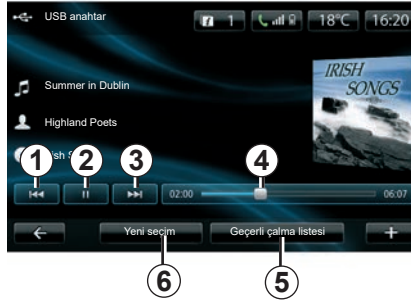 USB anahtar
1
18°C
16:20
Summer in Dublin
IRISH
SONGS
Highland Poets
1
2
3
4
02:00
06:07
Yeni seçim
Geçerli çalma listesi
6
5